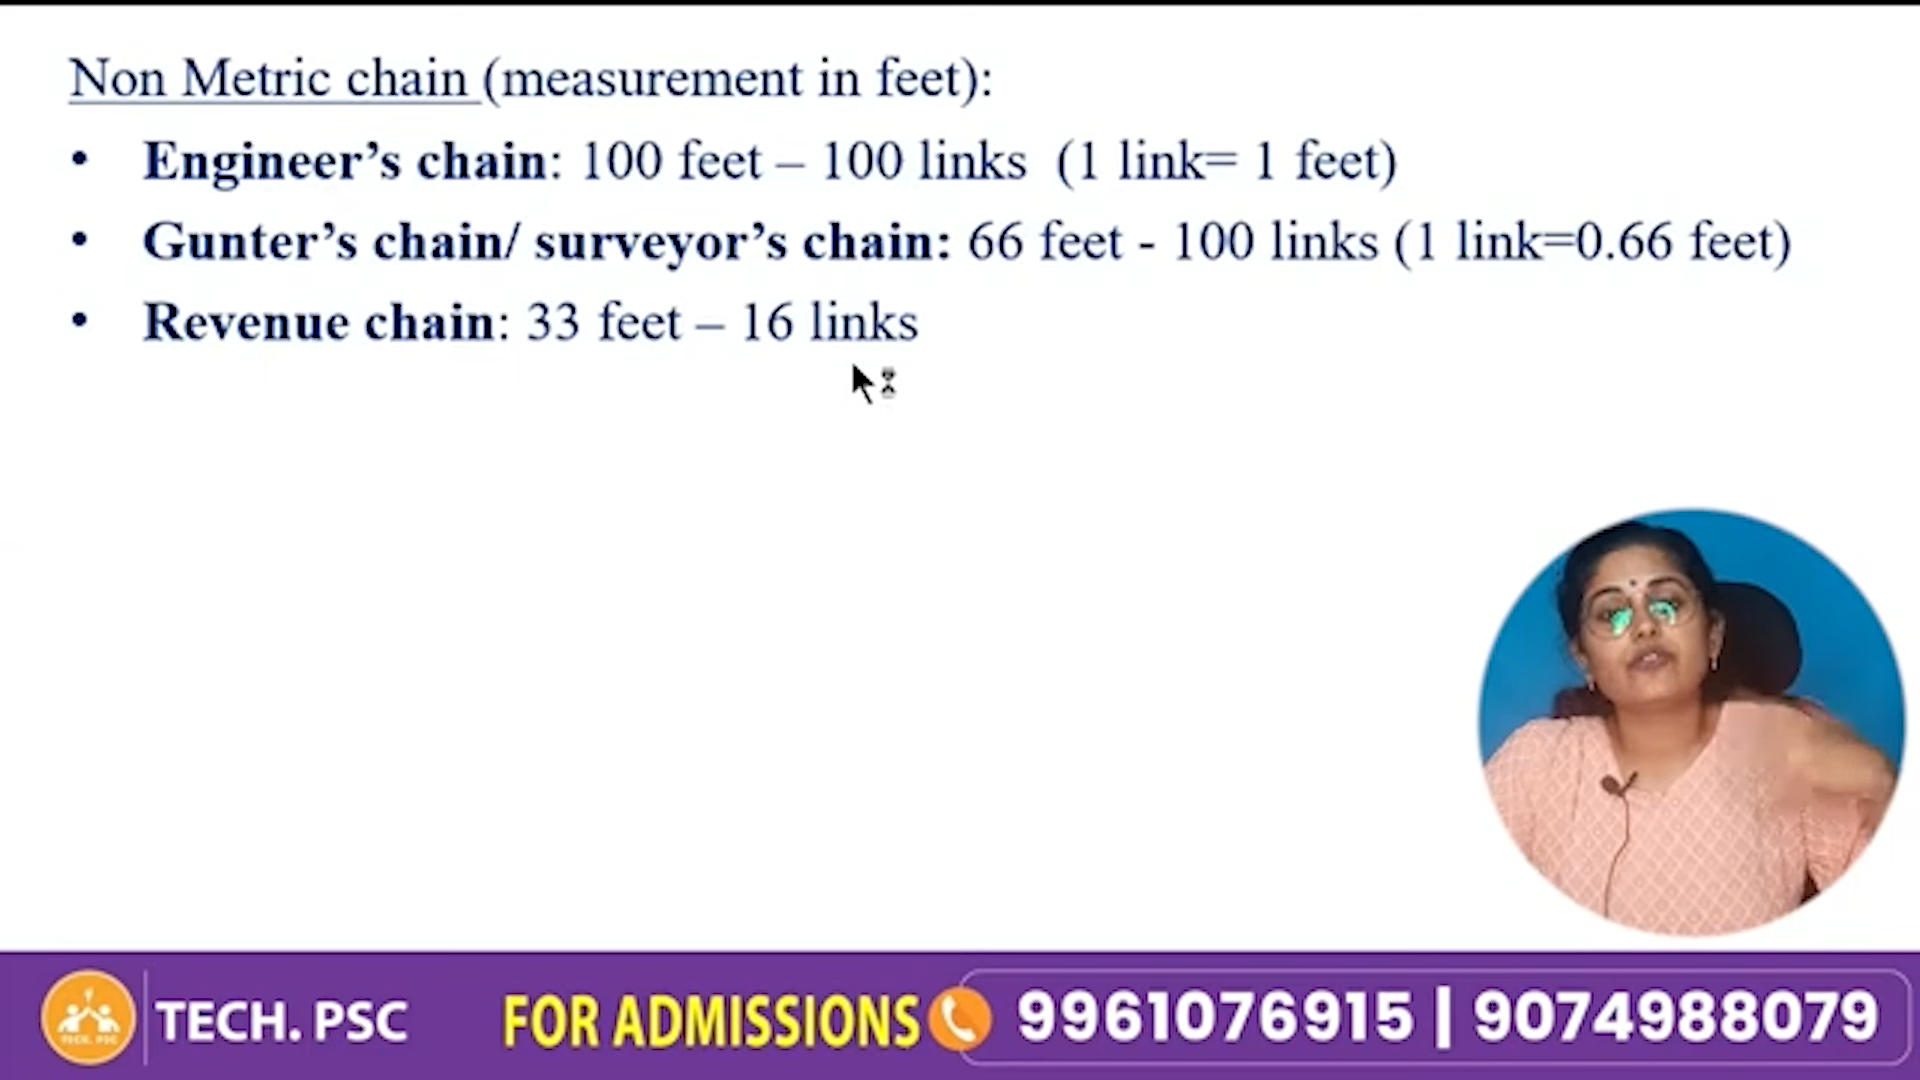 Non Metric chain (measurement in feet):
• Engineer’s chain: 100 feet – 100 links (1 link= 1 feet)
• Gunter’s chain/ surveyor’s chain: 66 feet - 100 links (1 link=0.66 feet)
• Revenue chain: 33 feet – 16 links
TECH. PSC
TECH. PSC
FOR ADMISSIONS
9961076915 | 9074988079